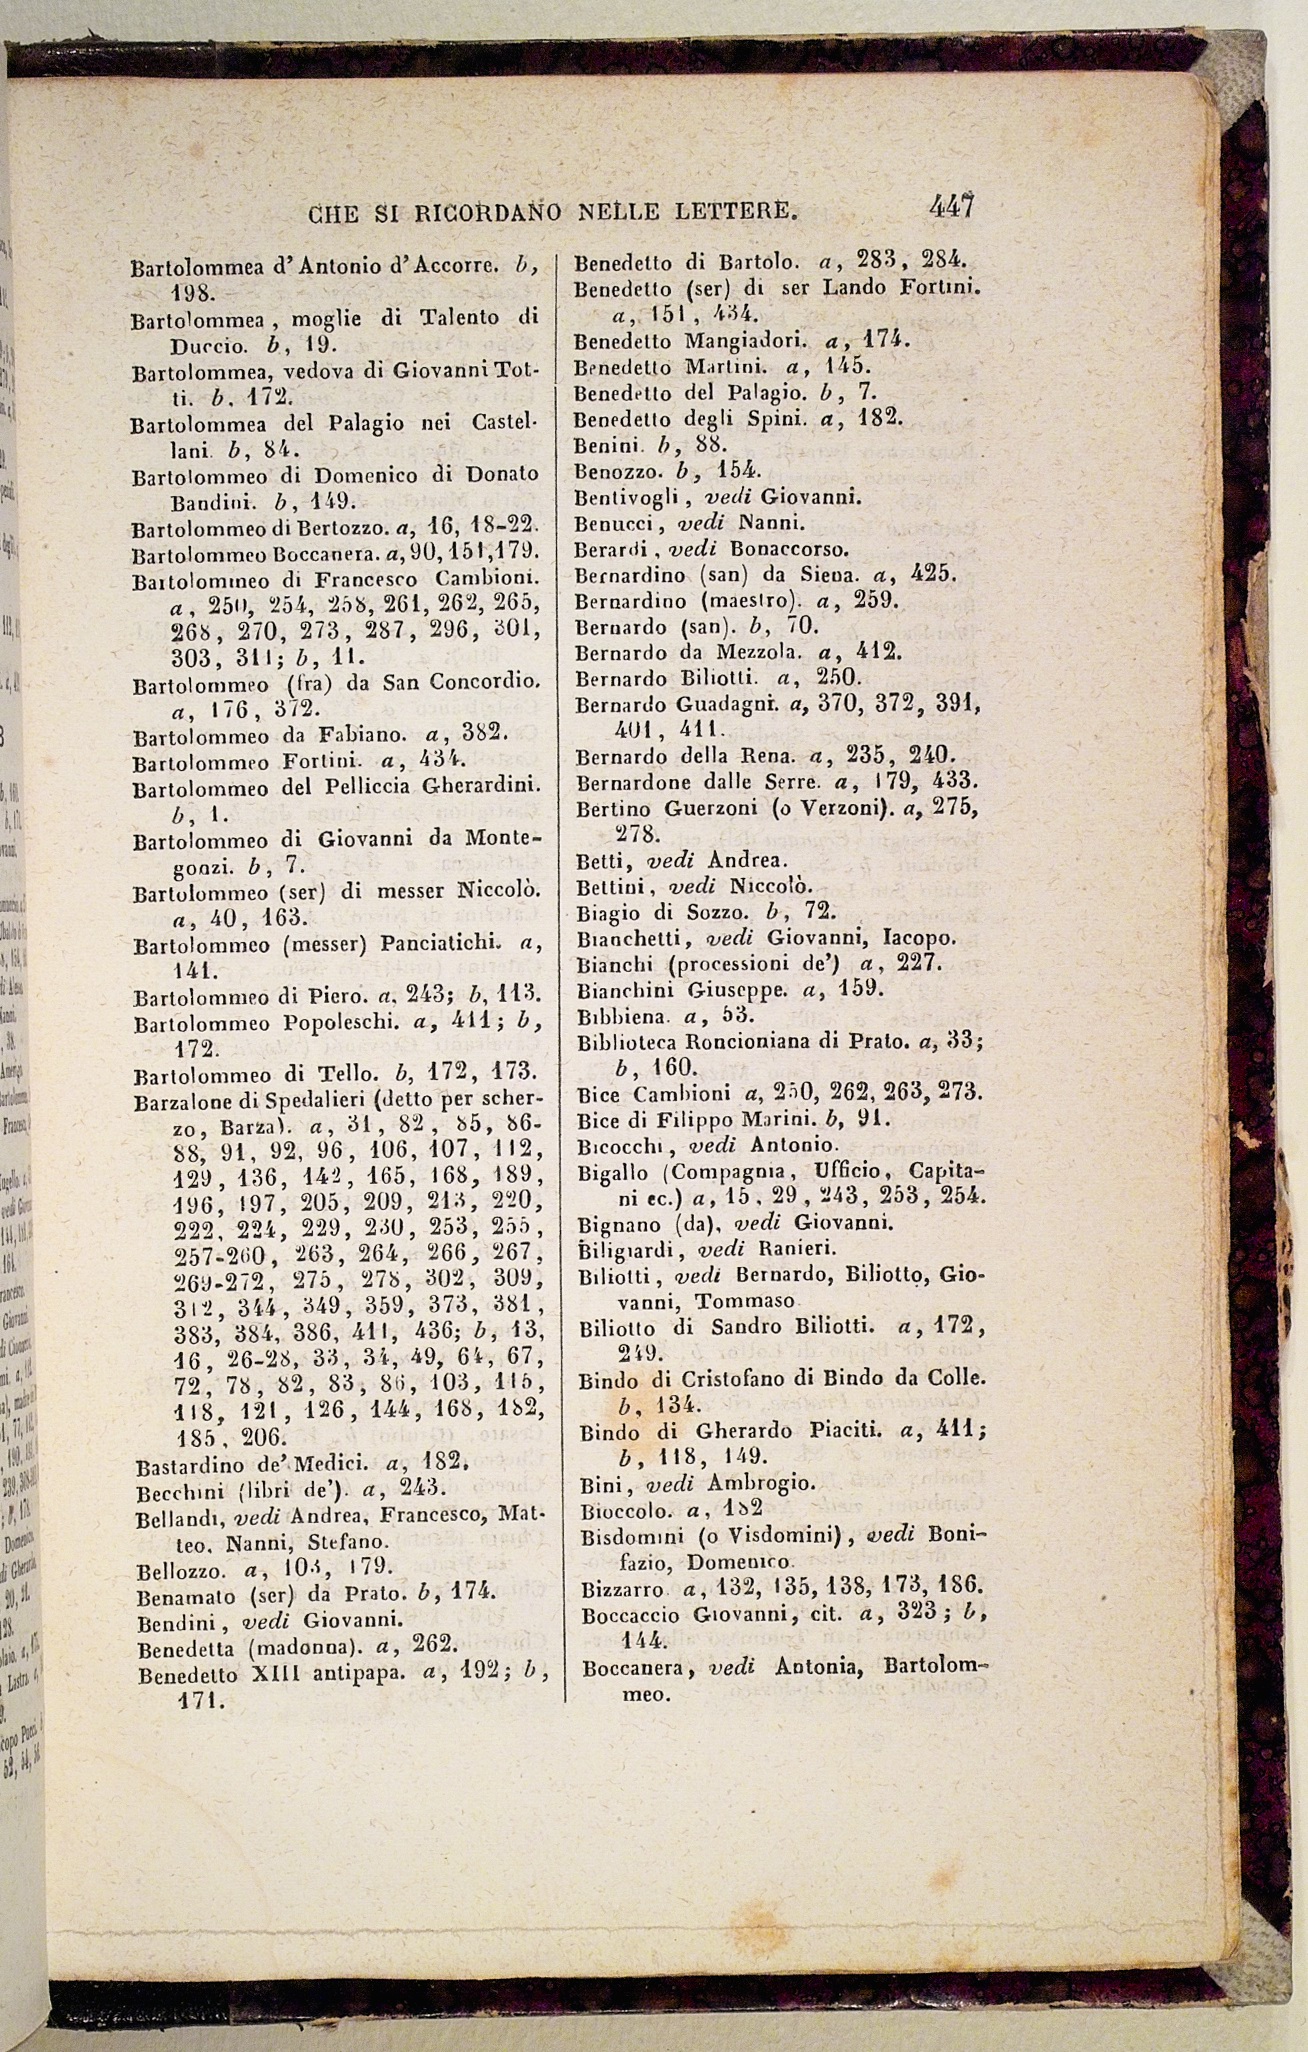 CHE SI RICORDANO NELLE LETTERE. 447
Bartolommea d' Antonio d' Accorre. b,
198.
Bartolommea, moglie di Talento di
Duccio. b, 19.
Bartolommea, vedova di Giovanni Tot-
ti. b. 172.
Bartolommea del Palagio nei Castel-
lani. b, 84.
Bartolommeo di Domenico di Donato
Bandini. b, 149.
Bartolommeo di Bertozzo. a, 16, 18-22.
Bartolommeo Boccanera. a, 90, 151, 179.
Bartolommeo di Francesco Cambioni.
a, 250, 254, 258, 261, 262, 265,
268, 270, 273, 287, 296, 301,
303, 311; b, 11.
Bartolommeo (fra) da San Concordio.
a, 176, 372.
Bartolommeo da Fabiano. a, 382.
Bartolommeo Fortini. a, 434.
Bartolommeo del Pelliccia Gherardini.
b, 1.
Bartolommeo di Giovanni da Monte-
gonzi. b, 7.
Bartolommeo (ser) di messer Niccolò.
a, 40, 163.
Bartolommeo (messer) Panciatichi. a,
141.
Bartolommeo di Piero. a, 243; b, 113.
Bartolommeo Popoleschi. a, 411; b,
172.
Bartolommeo di Tello. b, 172, 173.
Barzalone di Spedalieri (detto per scher-
zo, Barza). a, 31, 82, 85, 86-
88, 91, 92, 96, 106, 107, 112,
129, 136, 142, 165, 168, 189,
196, 197, 205, 209, 213, 220,
222, 224, 229, 230, 253, 255,
257-260, 263, 264, 266, 267,
269-272, 275, 278, 302, 309,
312, 344, 349, 359, 373, 381,
383, 384, 386, 411, 436; b, 13,
16, 26-28, 33, 34, 49, 64, 67,
72, 78, 82, 83, 86, 103, 115,
118, 121, 126, 144, 168, 182,
185, 206.
Bastardino de' Medici. a, 182.
Becchini (libri de'). a, 243.
Bellandi, vedi Andrea, Francesco, Mat-
teo, Nanni, Stefano.
Bellozzo. a, 103, 179.
Benamato (ser) da Prato. b, 174.
Bendini, vedi Giovanni.
Benedetta (madonna). a, 262.
Benedetto XIII antipapa. a, 192; b,
171.
Benedetto di Bartolo. a, 283, 284.
Benedetto (ser) di ser Lando Fortini.
a, 151, 434.
Benedetto Mangiadori. a, 174.
Benedetto Martini. a, 145.
Benedetto del Palagio. b, 7.
Benedetto degli Spini. a, 182.
Benini. b, 88.
Benozzo. b, 154.
Bentivogli, vedi Giovanni.
Benucci, vedi Nanni.
Berardi, vedi Bonaccorso.
Bernardino (san) da Siena. a, 425.
Bernardino (maestro). a, 259.
Bernardo (san). b, 70.
Bernardo da Mezzola. a, 412.
Bernardo Biliotti. a, 250.
Bernardo Guadagni. a, 370, 372, 391,
401, 411.
Bernardo della Rena. a, 235, 240.
Bernardone dalle Serre. a, 179, 433.
Bertino Guerzoni (o Verzoni). a, 275,
278.
Betti, vedi Andrea.
Bettini, vedi Niccolò.
Biagio di Sozzo. b, 72.
Bianchetti, vedi Giovanni, Iacopo.
Bianchi (processioni de') a, 227.
Bianchini Giuseppe. a, 159.
Bibbiena. a, 53.
Biblioteca Roncioniana di Prato. a, 33;
b, 160.
Bice Cambioni a, 250, 262, 263, 273.
Bice di Filippo Marini. b, 91.
Bicocchi, vedi Antonio.
Bigallo (Compagnia, Ufficio, Capita-
ni ec.) a, 15, 29, 243, 253, 254.
Bignano (da), vedi Giovanni.
Biligiardi, vedi Ranieri.
Biliotti, vedi Bernardo, Biliotto, Gio-
vanni, Tommaso
Biliotto di Sandro Biliotti. a, 172,
249.
Bindo di Cristofano di Bindo da Colle.
b, 134.
Bindo di Gherardo Piaciti. a, 411;
b, 118, 149.
Bini, vedi Ambrogio.
Bioccolo. a, 182
Bisdomini (o Visdomini), vedi Boni-
fazio, Domenico.
Bizzarro a, 132, 135, 138, 173, 186.
Boccaccio Giovanni, cit. a, 323; b,
144.
Boccanera, vedi Antonia, Bartolom-
meo.